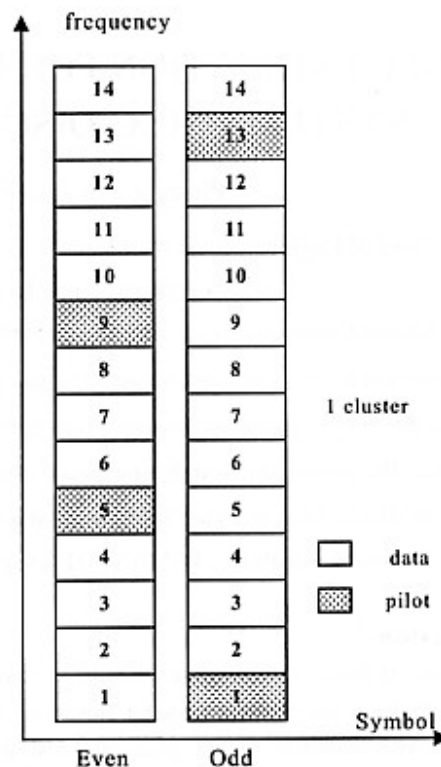 frequency
14 14
13 13
12 12
11 11
10 10
9 9
8 8
7 7
1 cluster
6 6
5 5
4 4
data
3 3
pilot
2 2
1 1
Symbol
Even Odd